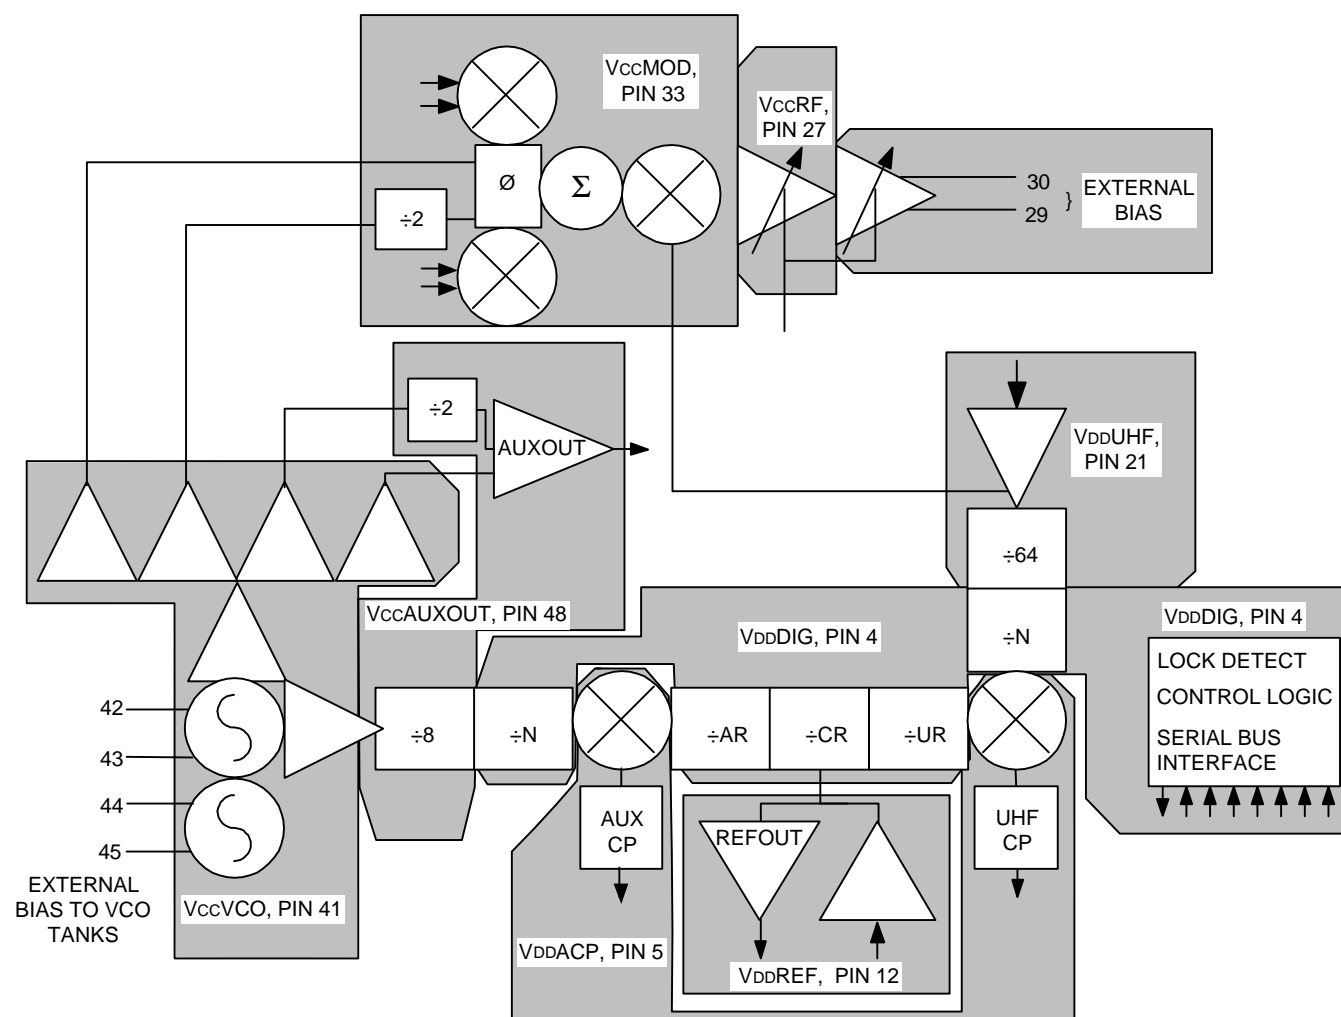 VCCMOD,
PIN 33
VCCRF,
PIN 27
Ø
Σ
÷2
30
29
}
EXTERNAL
BIAS
÷2
AUXOUT
VDDUHF,
PIN 21
÷64
VCCAUXOUT, PIN 48
VDDDIG, PIN 4
÷N
VDDDIG, PIN 4
LOCK DETECT
CONTROL LOGIC
SERIAL BUS
INTERFACE
42
43
44
45
EXTERNAL
BIAS TO VCO
TANKS
÷8
÷N
÷AR
÷CR
÷UR
AUX
CP
REFOUT
UHF
CP
VCCVCO, PIN 41
VDDACP, PIN 5
VDDREF, PIN 12